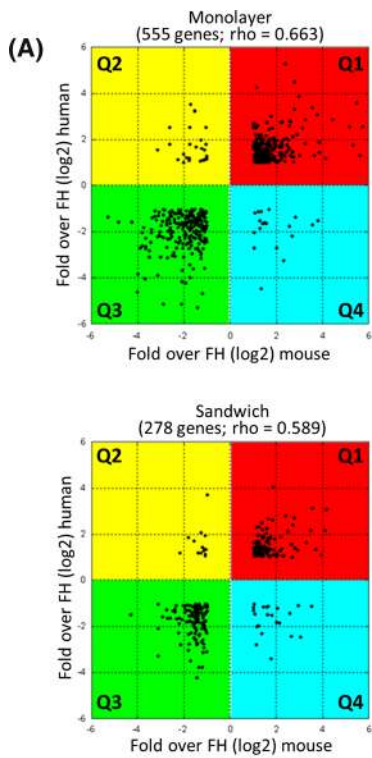 (A)
Monolayer
(555 genes; rho = 0.663)
Q2
Q1
Q3
Q4
6
4
2
0
-2
-4
-6
-6
-4
-2
0
2
4
6
Fold over FH (log2) human
Fold over FH (log2) mouse
Sandwich
(278 genes; rho = 0.589)
Q2
Q1
Q3
Q4
6
4
2
0
-2
-4
-6
-6
-4
-2
0
2
4
6
Fold over FH (log2) human
Fold over FH (log2) mouse